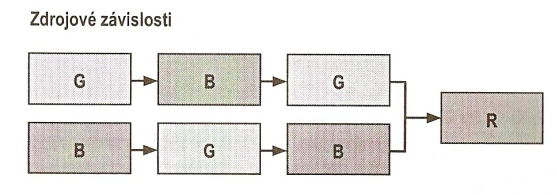 Zdrojové závislosti
G B G
R
B G B